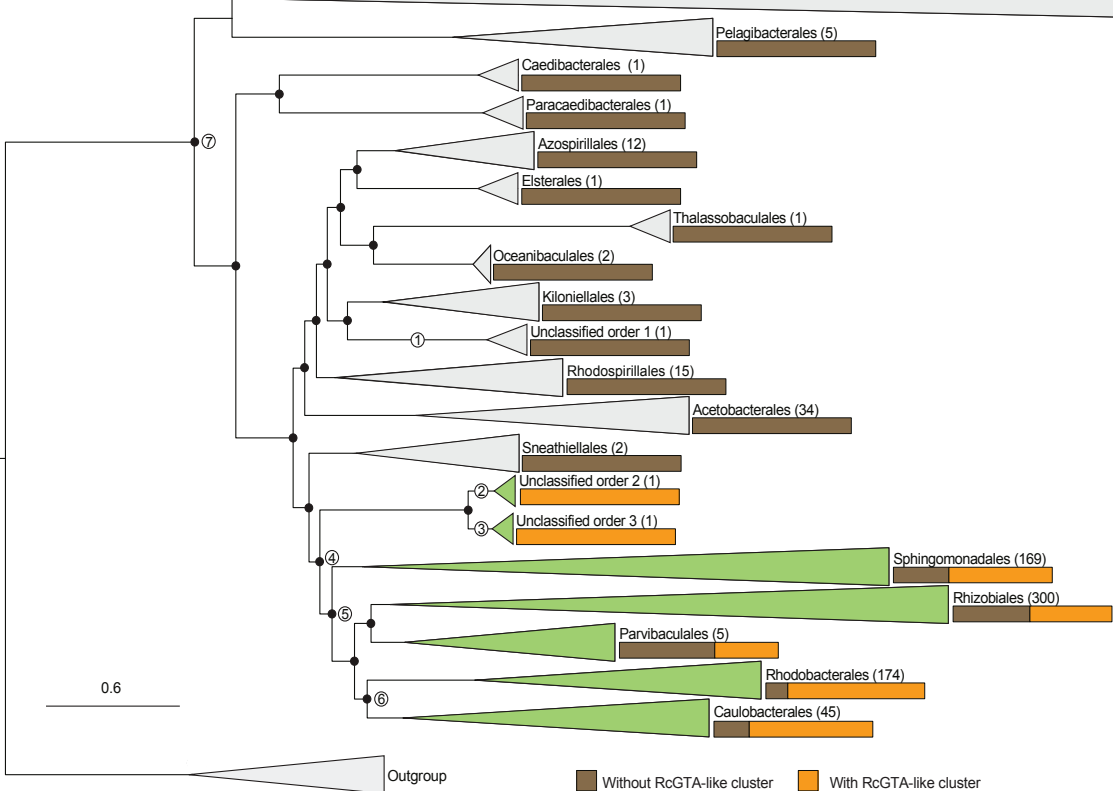 Pelagibacterales (5)
Caedibacterales (1)
Paracaedibacterales (1)
⑦
Azospirillales (12)
Elsterales (1)
Thalassobaculales (1)
Oceanibaculales (2)
Kiloniellales (3)
① Unclassified order 1 (1)
Rhodospirillales (15)
Acetobacterales (34)
Sneathiellales (2)
② Unclassified order 2 (1)
③ Unclassified order 3 (1)
④ Sphingomonadales (169)
Rhizobiales (300)
⑤
Parvibaculales (5)
Rhodobacterales (174)
0.6
⑥
Caulobacterales (45)
Outgroup
Without RcGTA-like cluster With RcGTA-like cluster